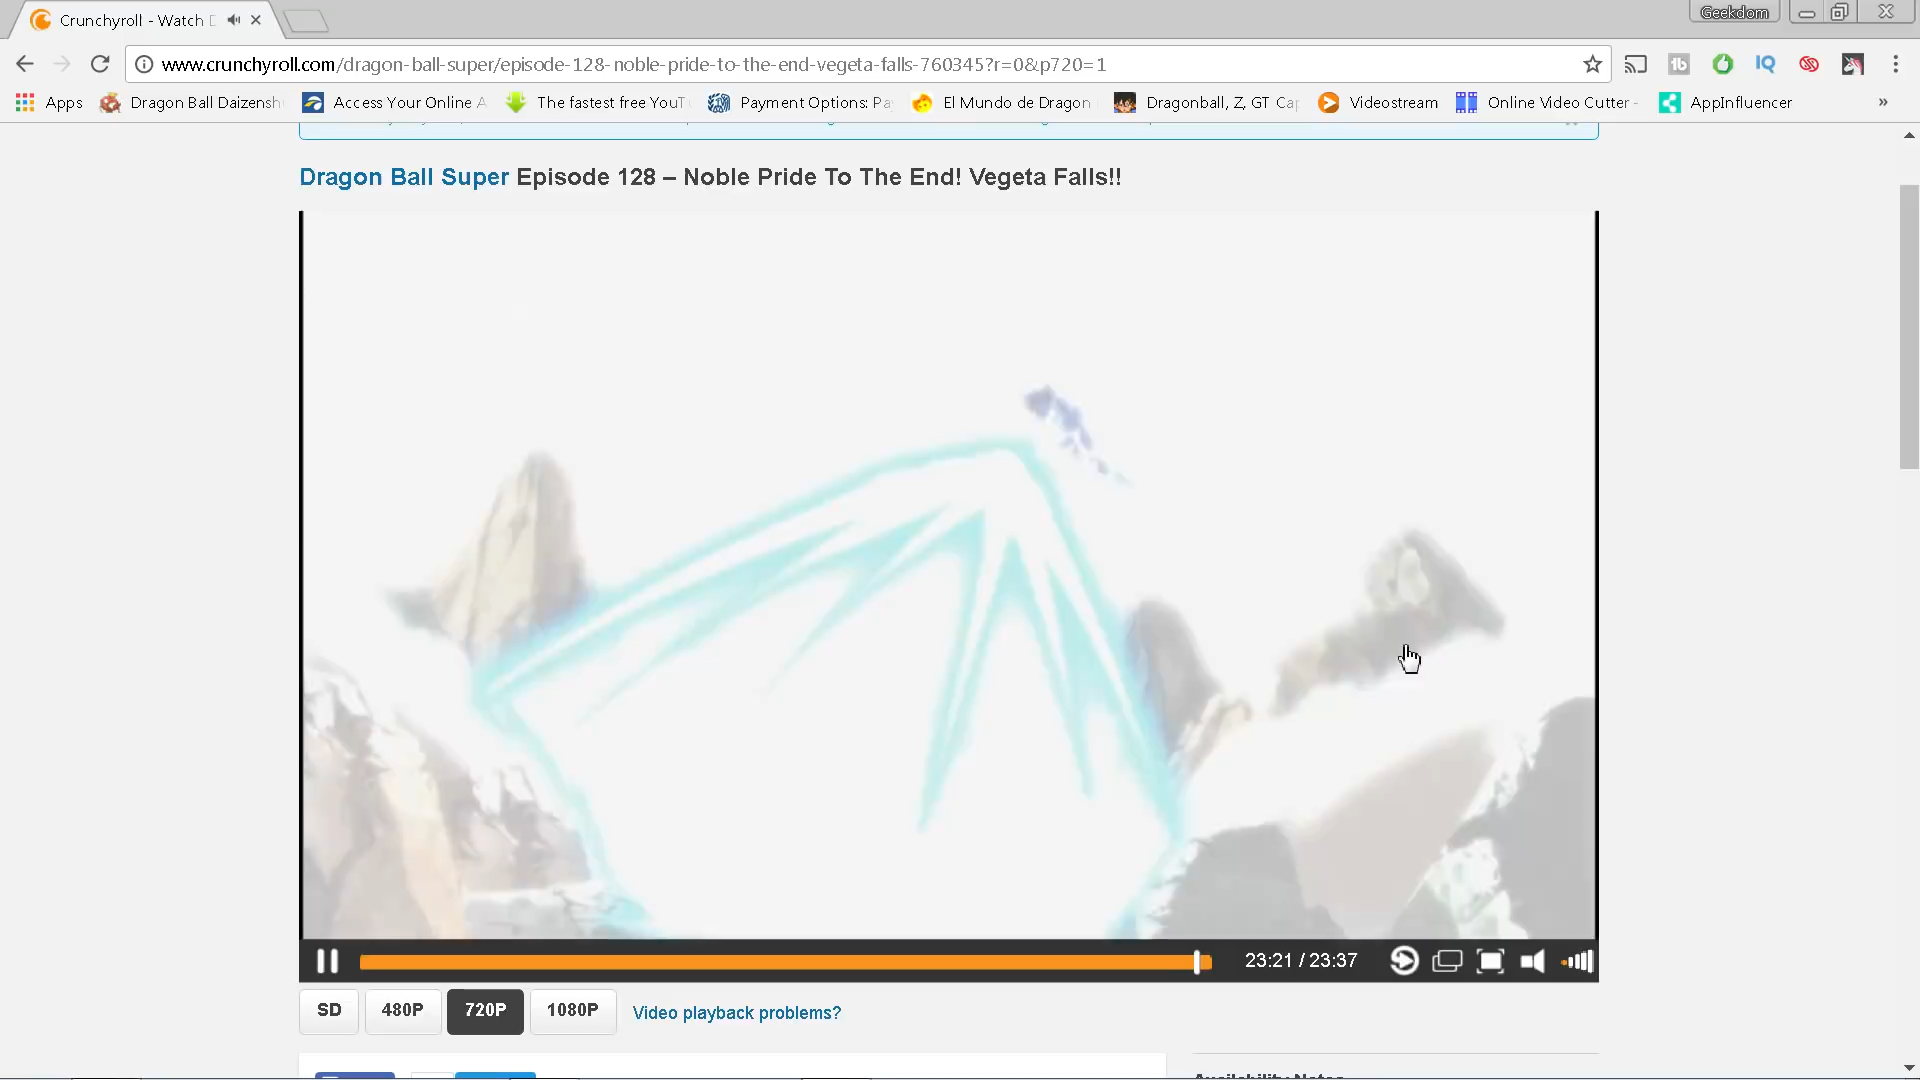 Crunchyroll - Watch D
Geekdom
www.crunchyroll.com/dragon-ball-super/episode-128-noble-pride-to-the-end-vegeta-falls-760345?r=0&p720=1
Apps Dragon Ball Daizensh Access Your Online A The fastest free YouT Payment Options: Pa El Mundo de Dragon Dragonball, Z, GT Ca Videostream Online Video Cutter - AppInfluencer »
Dragon Ball Super Episode 128 – Noble Pride To The End! Vegeta Falls!!
23:21 / 23:37
SD 480P 720P 1080P Video playback problems?